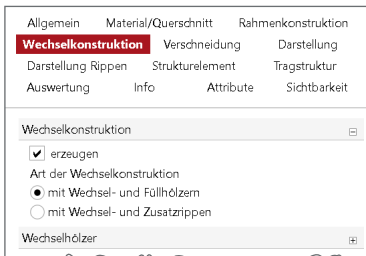 Allgemein Material/Querschnitt Rahmenkonstruktion
Wechselkonstruktion Verschneidung Darstellung
Darstellung Rippen Strukturelement Tragstruktur
Auswertung Info Attribute Sichtbarkeit
Wechselkonstruktion
erzeugen
Art der Wechselkonstruktion
mit Wechsel- und Füllhölzern
mit Wechsel- und Zusatzrippen
Wechselhölzer